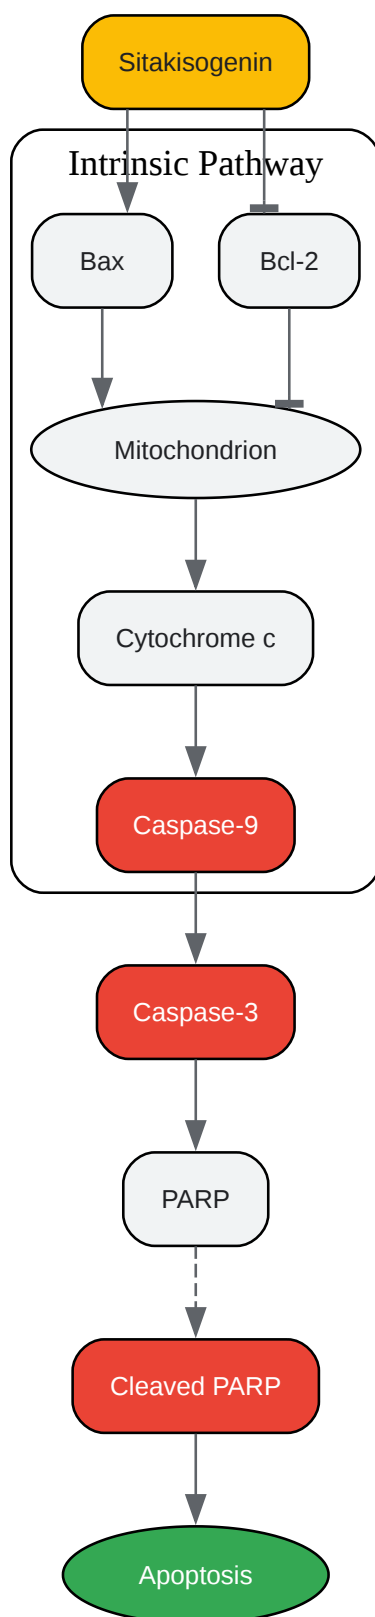 Sitakisogenin
Intrinsic Pathway
Bax
Bcl-2
Mitochondrion
Cytochrome c
Caspase-9
Caspase-3
PARP
Cleaved PARP
Apoptosis